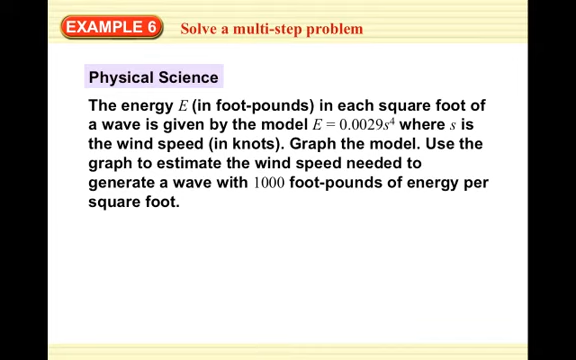 EXAMPLE 6 Solve a multi-step problem
Physical Science
The energy E (in foot-pounds) in each square foot of
a wave is given by the model E = 0.0029s⁴ where s is
the wind speed (in knots). Graph the model. Use the
graph to estimate the wind speed needed to
generate a wave with 1000 foot-pounds of energy per
square foot.